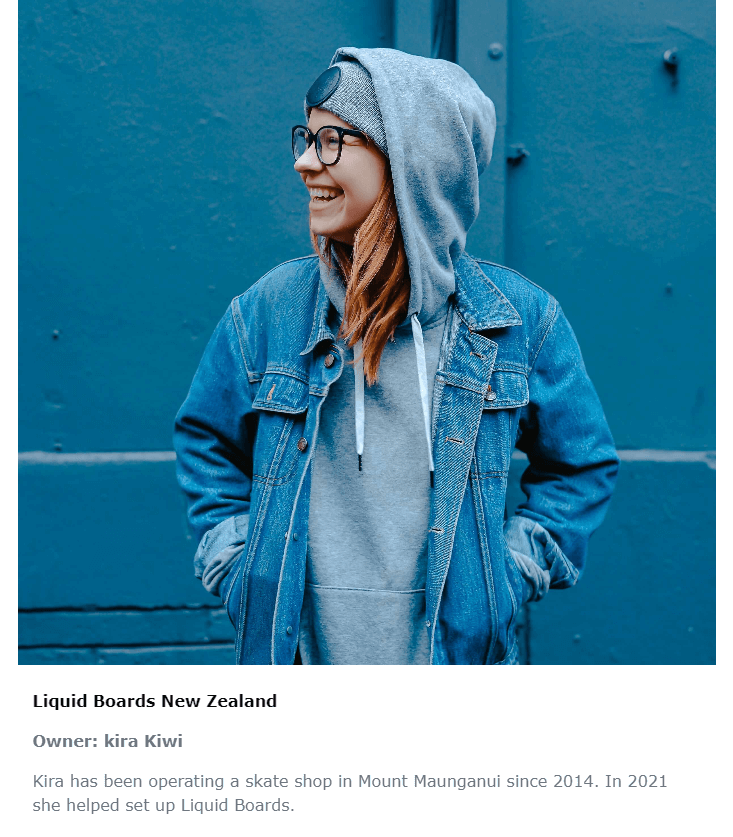 Liquid Boards New Zealand
Owner: kira Kiwi
Kira has been operating a skate shop in Mount Maunganui since 2014. In 2021
she helped set up Liquid Boards.